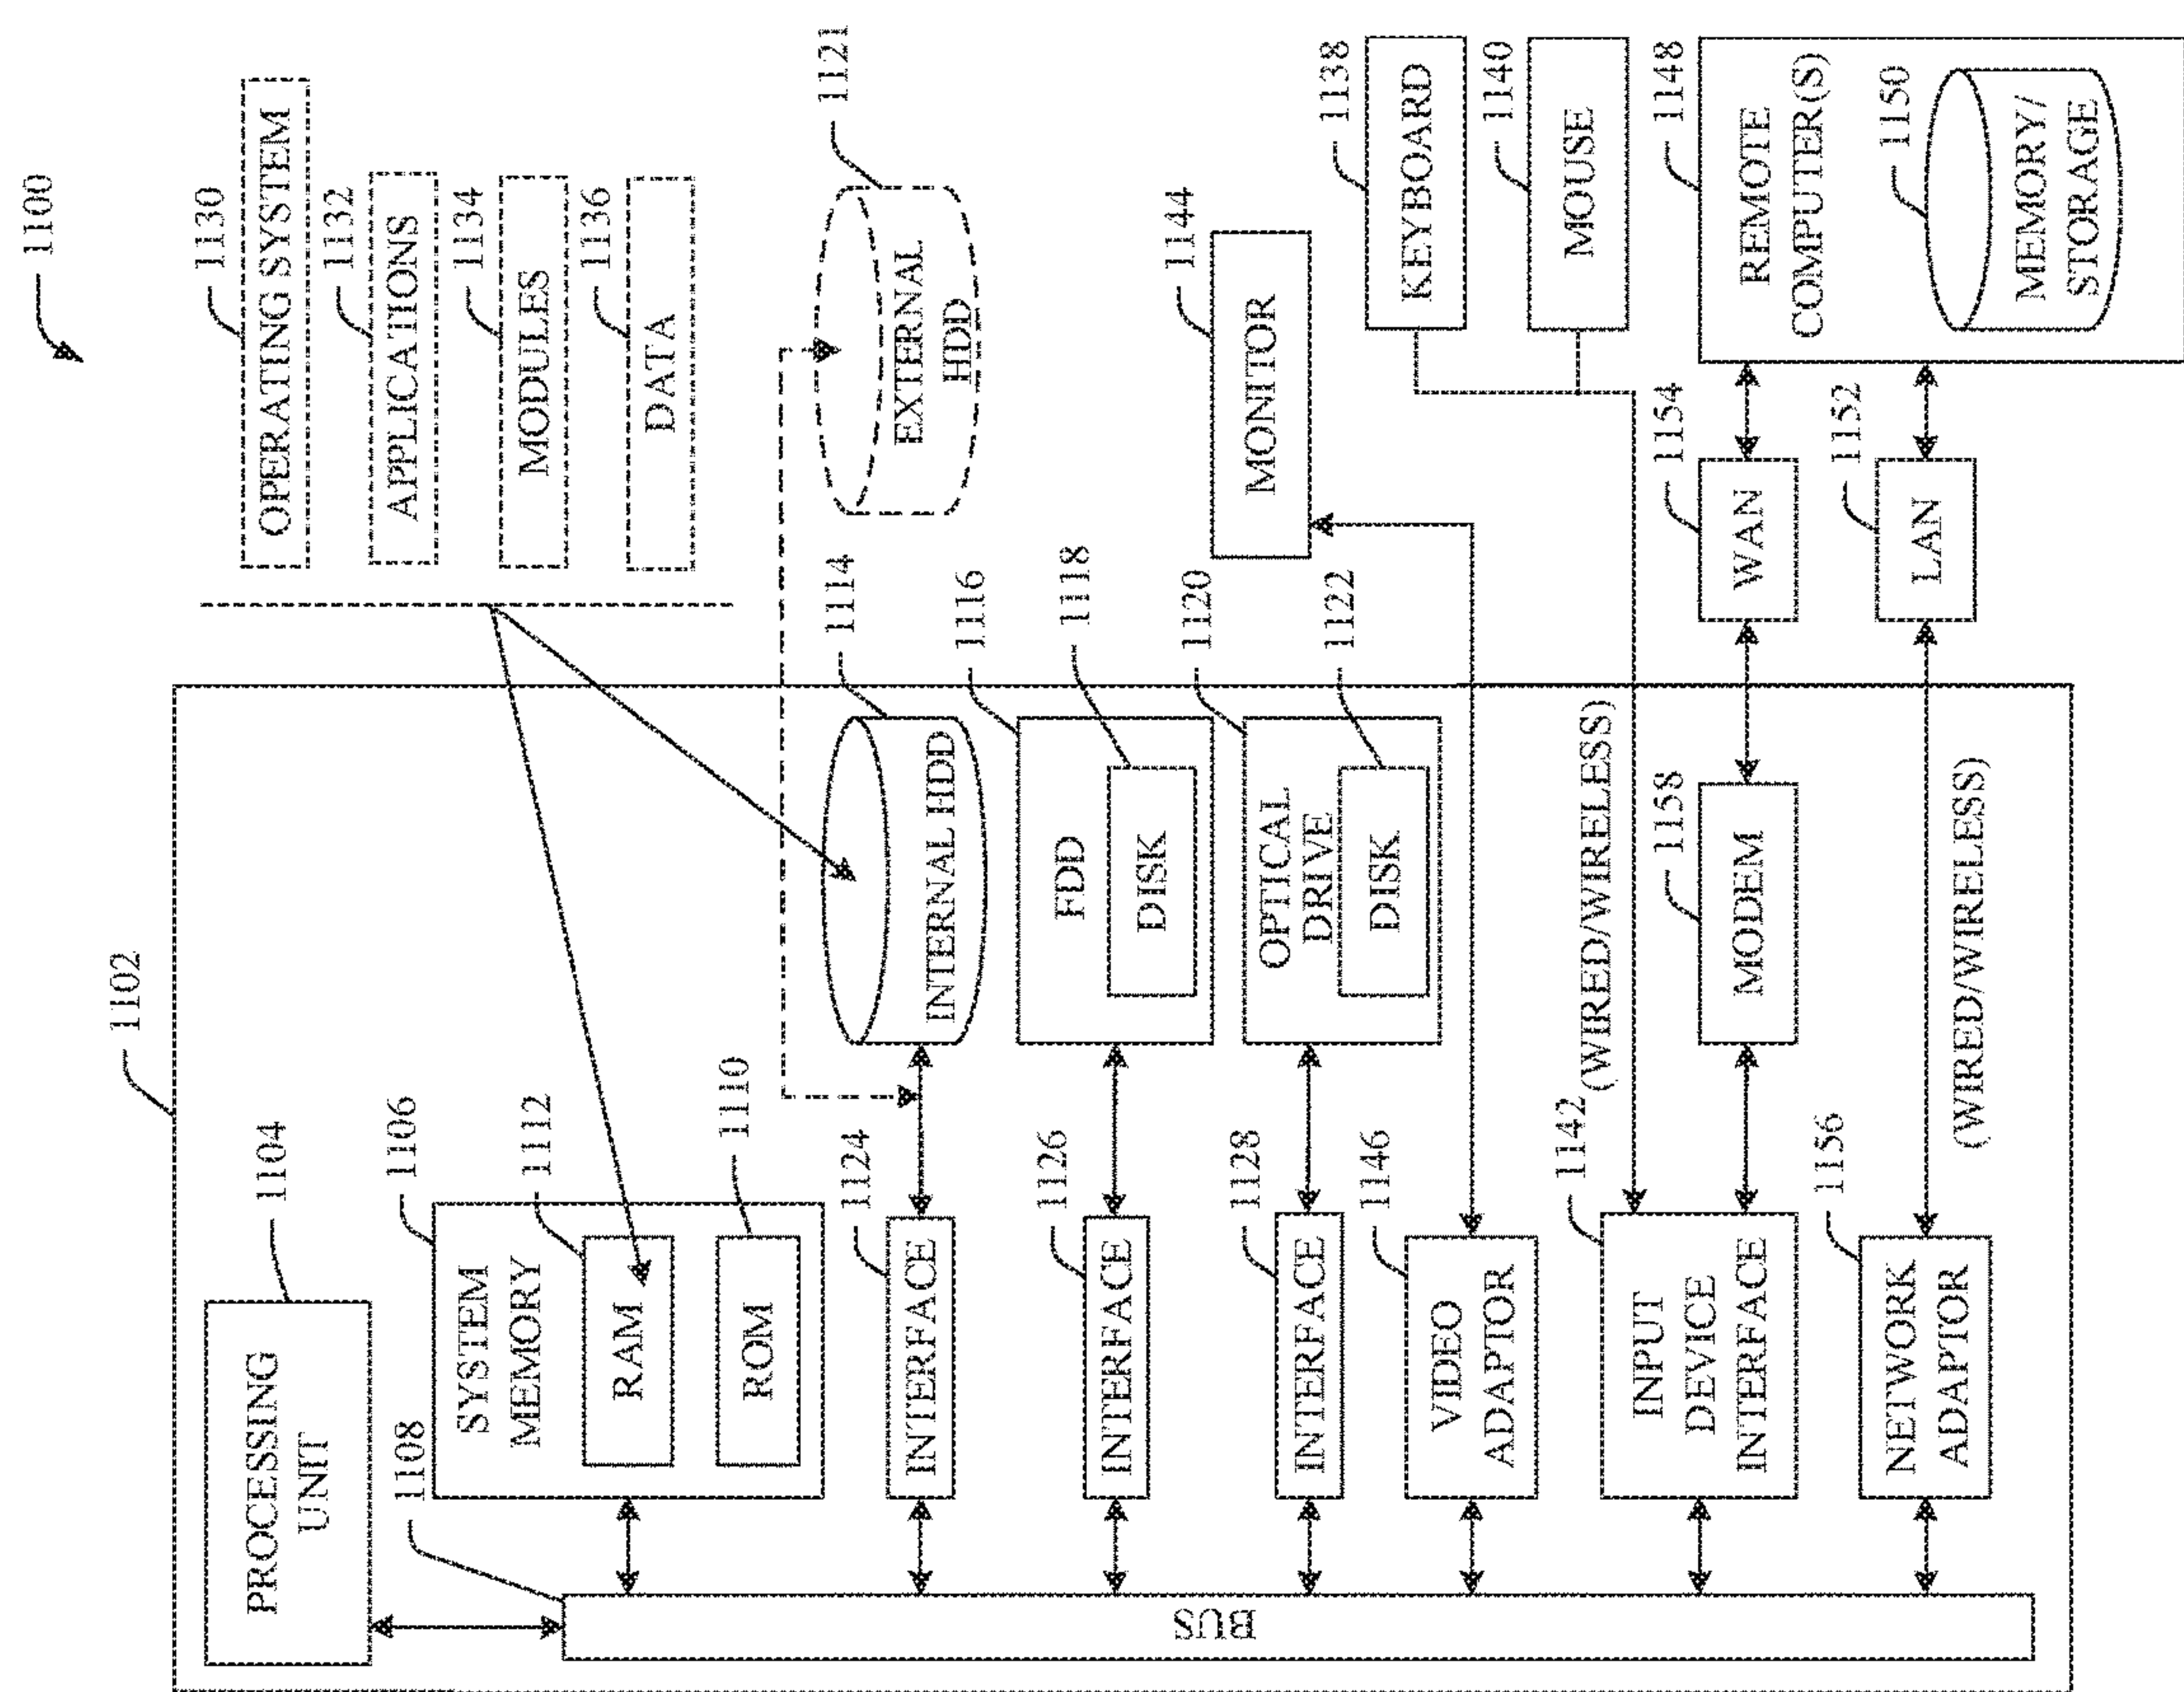 1100
1102
1104
PROCESSING
UNIT
1130
OPERATING SYSTEM
1132
APPLICATIONS
1134
MODULES
1136
DATA
1106
SYSTEM
MEMORY
1112
RAM
1110
ROM
1108
BUS
1121
EXTERNAL
HDD
1114
INTERNAL HDD
1124
INTERFACE
1116
FDD
1118
DISK
1126
INTERFACE
1120
OPTICAL
DRIVE
1122
DISK
1128
INTERFACE
1144
MONITOR
1146
VIDEO
ADAPTOR
1138
KEYBOARD
1140
MOUSE
(WIRED/WIRELESS)
1142
INPUT
DEVICE
INTERFACE
1158
MODEM
1154
WAN
1148
REMOTE
COMPUTER(S)
1150
MEMORY/
STORAGE
1152
LAN
1156
NETWORK
ADAPTOR
(WIRED/WIRELESS)